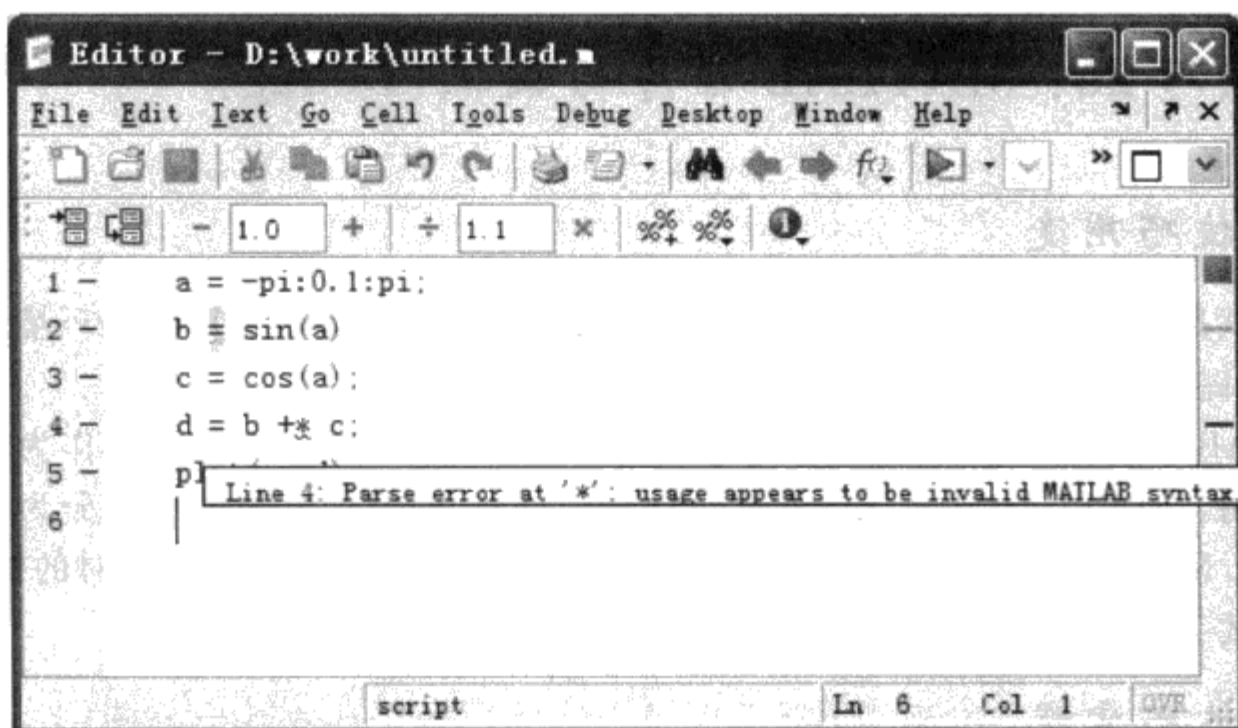 Editor - D:\work\untitled.m
File Edit Text Go Cell Tools Debug Desktop Window Help
- 1.0 + ÷ 1.1 ×
1 - a = -pi:0.1:pi;
2 - b = sin(a)
3 - c = cos(a);
4 - d = b +* c;
5 - pl
Line 4: Parse error at '*': usage appears to be invalid MATLAB syntax
6
script Ln 6 Col 1 OVR